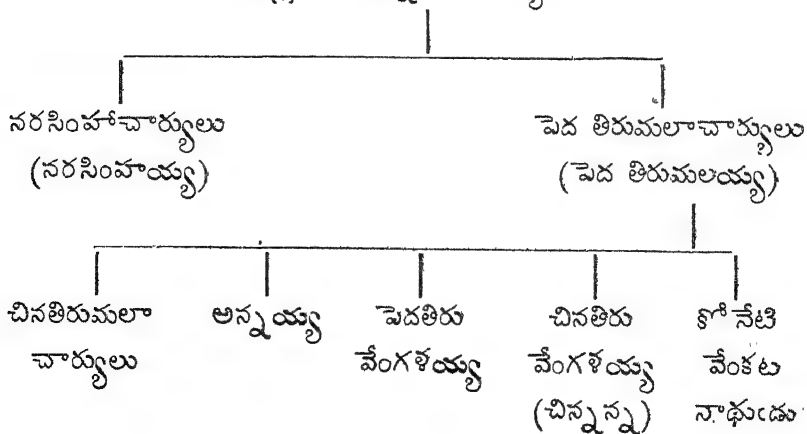 నరసింహాచార్యులు పెద తిరుమలాచార్యులు
(నరసింహయ్య) (పెద తిరుమలయ్య)
చినతిరుమలా అన్నయ్య పెదతిరు చినతిరు కోనేటి
చార్యులు వేంగళయ్య వేంగళయ్య వేంకట
(చిన్నన్న) నాథుఁడు